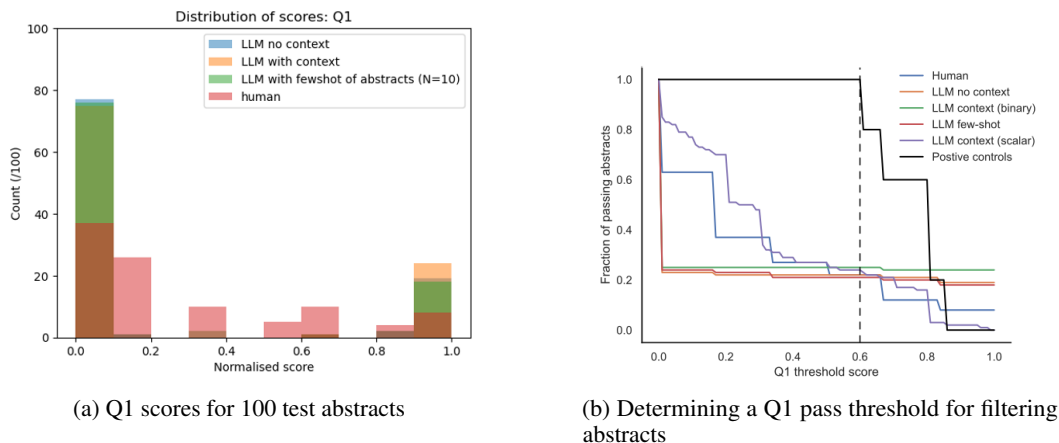 Distribution of scores: Q1
100
80
60
40
20
0
Count (/100)
0.0 0.2 0.4 0.6 0.8 1.0
Normalised score
LLM no context
LLM with context
LLM with fewshot of abstracts (N=10)
human
(a) Q1 scores for 100 test abstracts
1.0
0.8
0.6
0.4
0.2
0.0
Fraction of passing abstracts
0.0 0.2 0.4 0.6 0.8 1.0
Q1 threshold score
Human
LLM no context
LLM context (binary)
LLM few-shot
LLM context (scalar)
Postive controls
(b) Determining a Q1 pass threshold for filtering
abstracts